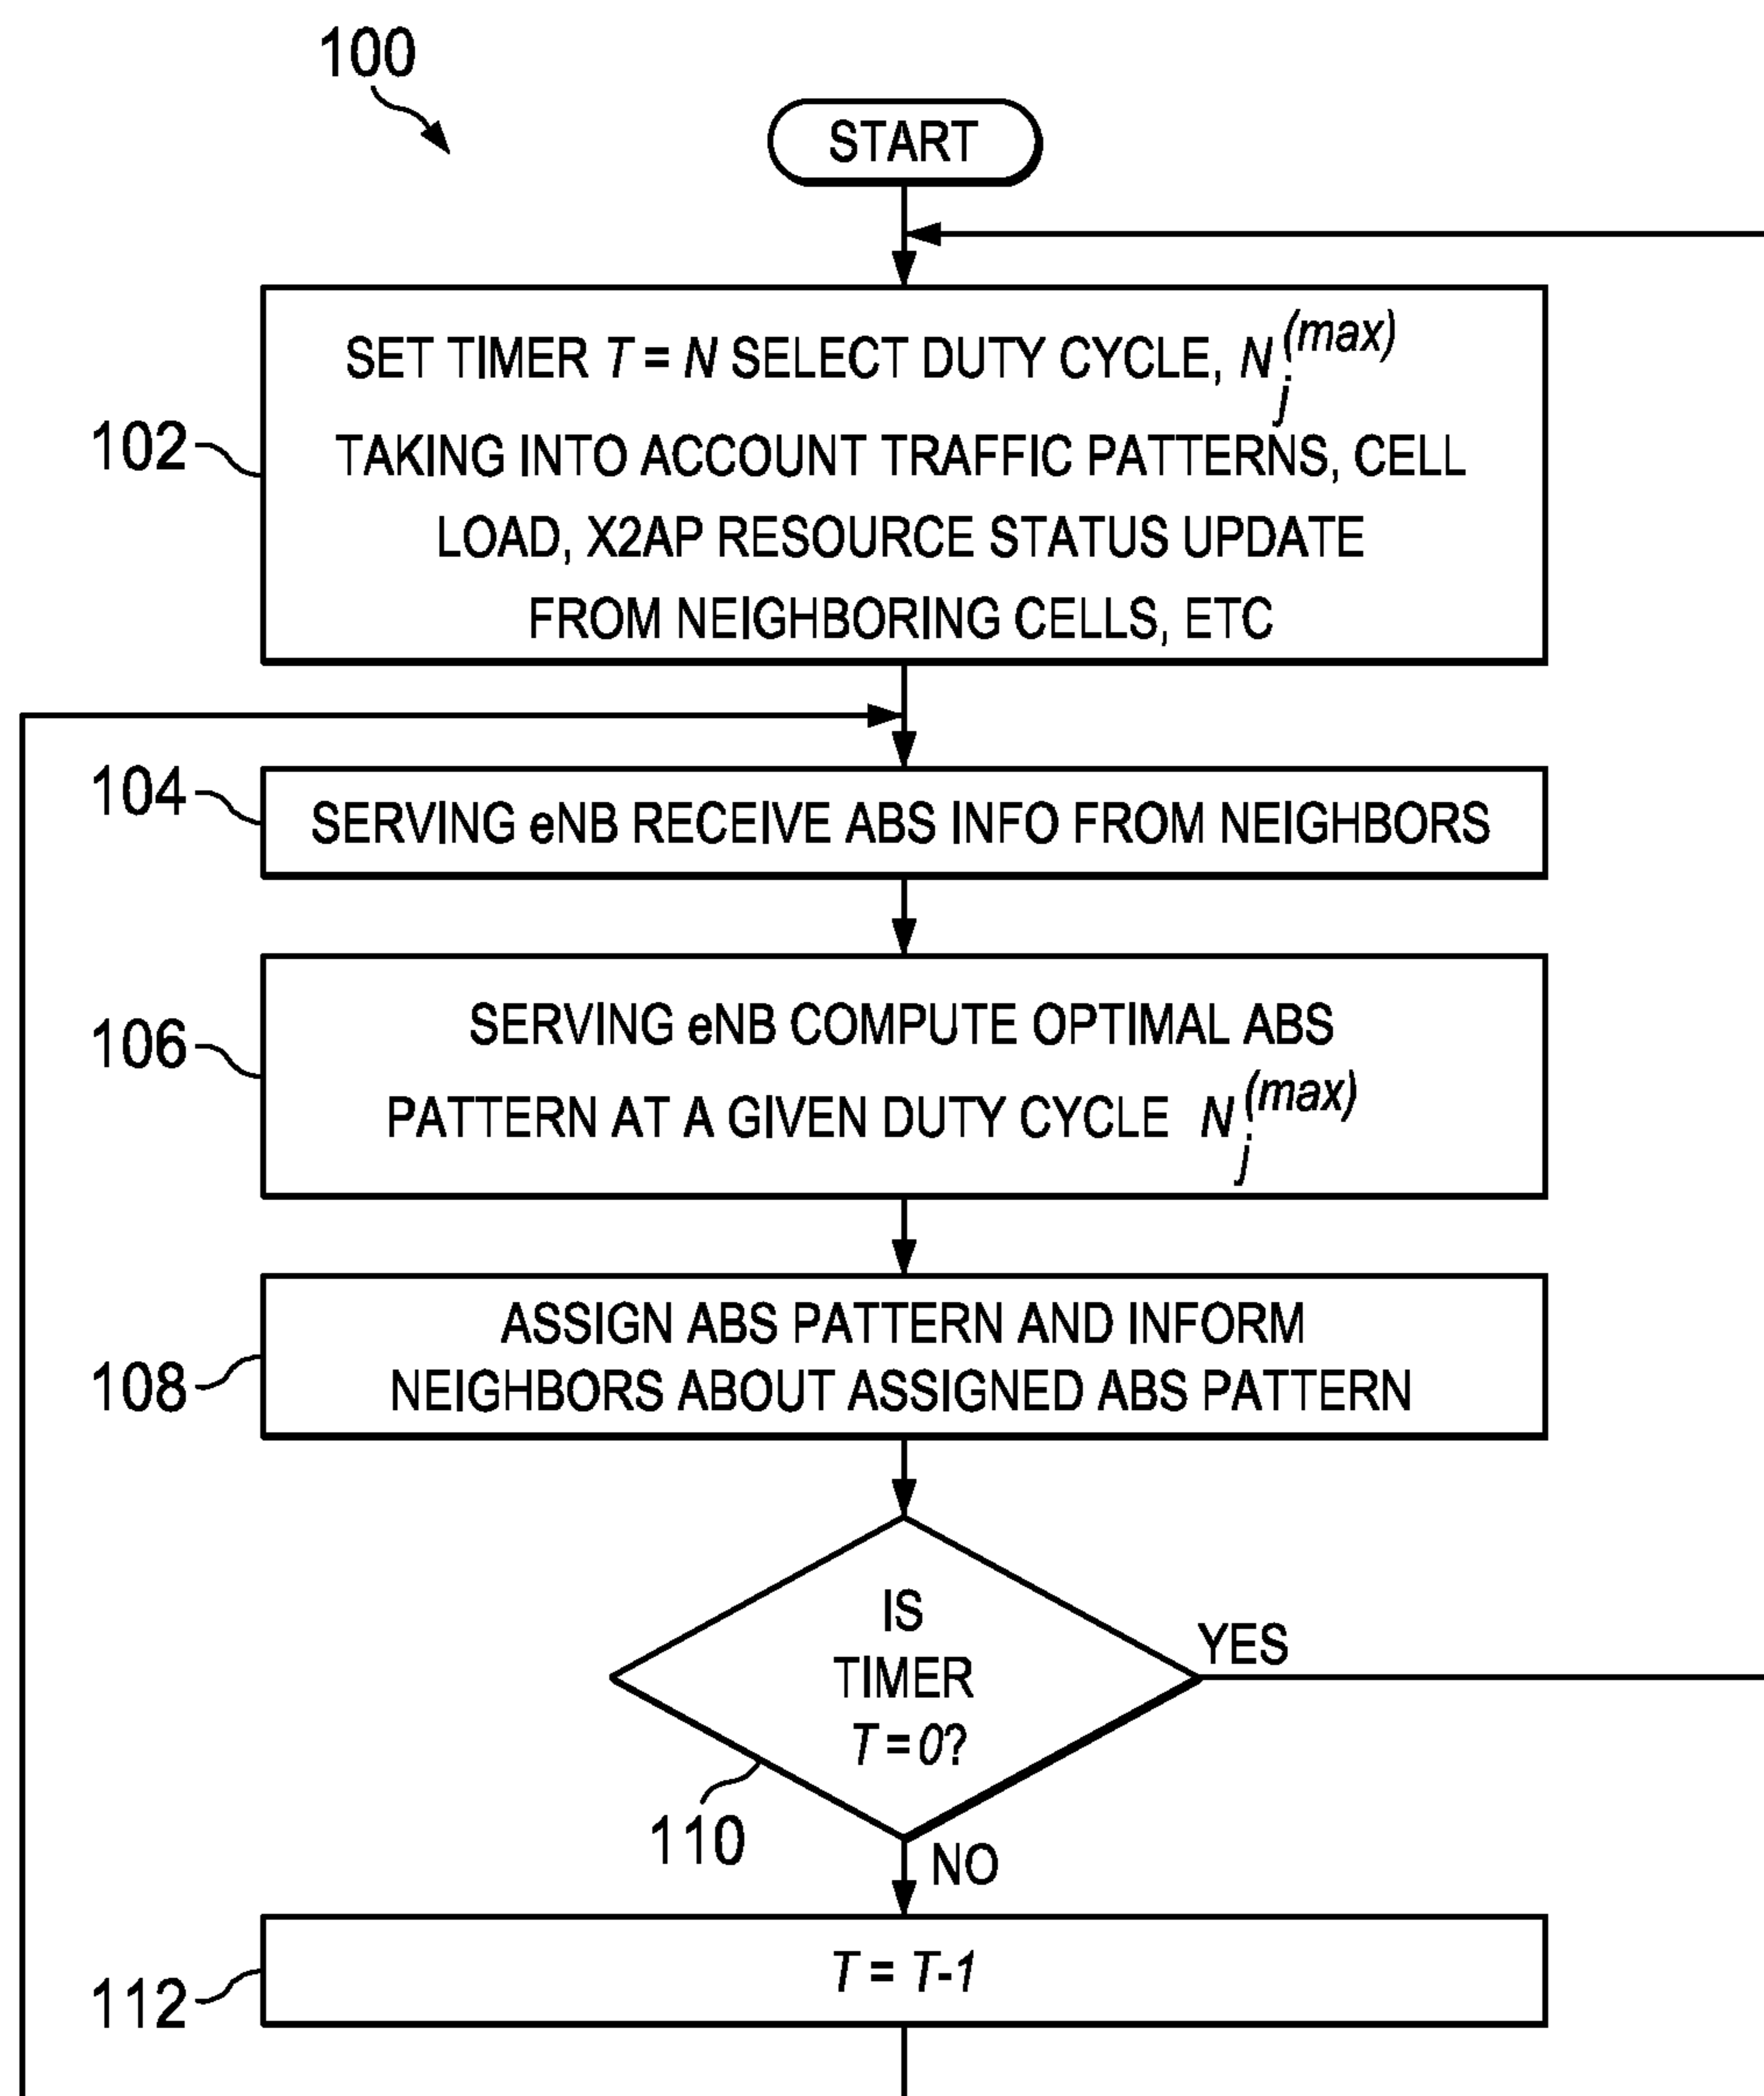 100
START
SET TIMER T = N SELECT DUTY CYCLE, N_j^(max)
TAKING INTO ACCOUNT TRAFFIC PATTERNS, CELL
LOAD, X2AP RESOURCE STATUS UPDATE
FROM NEIGHBORING CELLS, ETC
102
104
SERVING eNB RECEIVE ABS INFO FROM NEIGHBORS
106
SERVING eNB COMPUTE OPTIMAL ABS
PATTERN AT A GIVEN DUTY CYCLE N_j^(max)
108
ASSIGN ABS PATTERN AND INFORM
NEIGHBORS ABOUT ASSIGNED ABS PATTERN
IS
TIMER
T = 0?
YES
110
NO
112
T = T-1